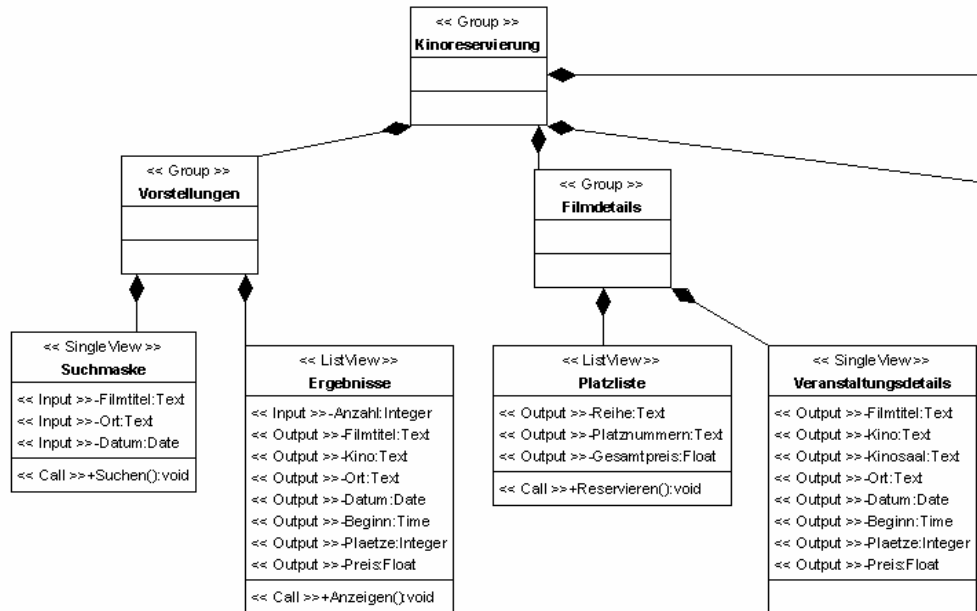 << Group >>
Kinoreservierung
<< Group >>
Vorstellungen
<< Group >>
Filmdetails
<< SingleView >>
Suchmaske
<< Input >>-Filmtitel:Text
<< Input >>-Ort:Text
<< Input >>-Datum:Date
<< Call >>+Suchen():void
<< ListView>>
Ergebnisse
<< Input >>-Anzahl:Integer
<< Output >>-Filmtitel:Text
<< Output >>-Kino:Text
<< Output >>-Ort:Text
<< Output >>-Datum:Date
<< Output >>-Beginn:Time
<< Output >>-Plaetze:Integer
<< Output >>-Preis:Float
<< Call >>+Anzeigen():void
<< ListView>>
Platzliste
<< Output >>-Reihe:Text
<< Output >>-Platznummern:Text
<< Output >>-Gesamtpreis:Float
<< Call >>+Reservieren():void
<< SingleView >>
Veranstaltungsdetails
<< Output >>-Filmtitel:Text
<< Output >>-Kino:Text
<< Output >>-Kinosaal:Text
<< Output >>-Ort:Text
<< Output >>-Datum:Date
<< Output >>-Beginn:Time
<< Output >>-Plaetze:Integer
<< Output >>-Preis:Float